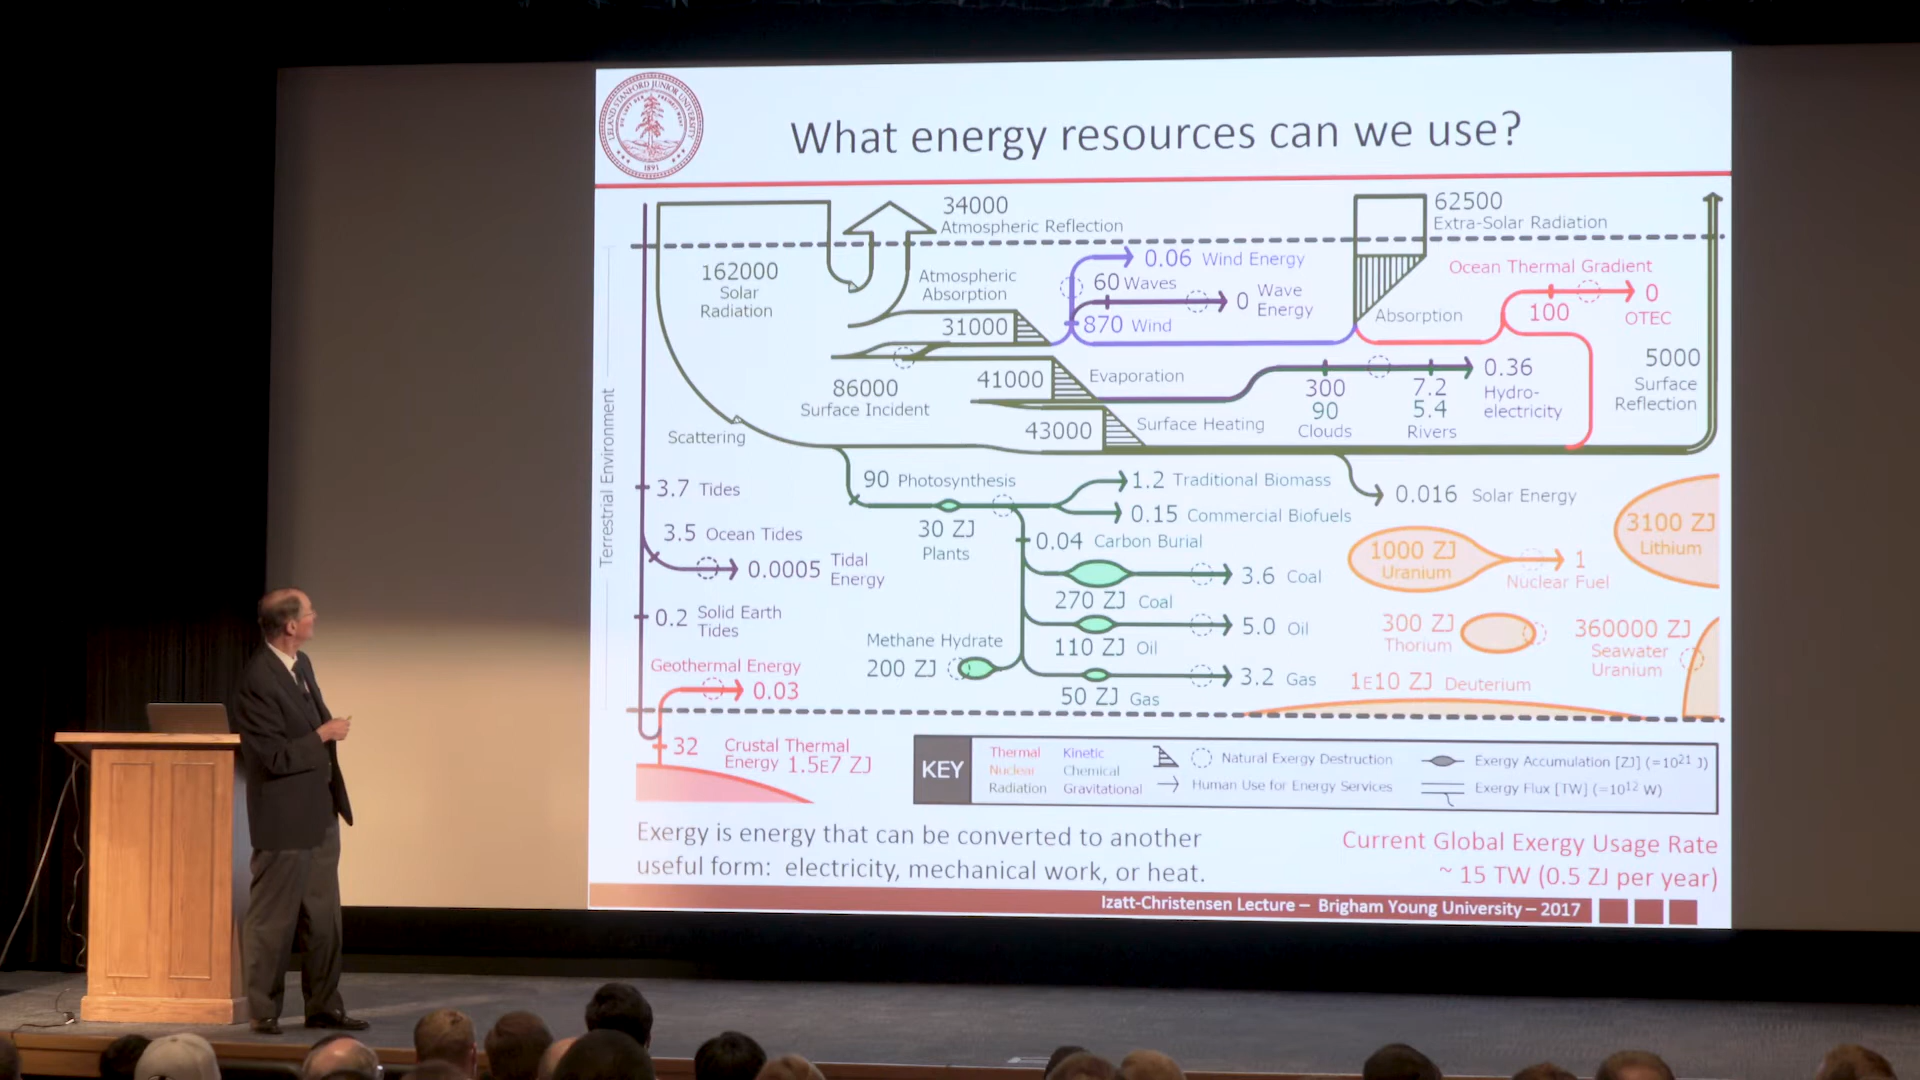 LELAND STANFORD JUNIOR UNIVERSITY
1891
What energy resources can we use?
34000
Atmospheric Reflection
62500
Extra-Solar Radiation
162000
Solar
Radiation
Atmospheric
Absorption
31000
0.06 Wind Energy
60 Waves
0 Wave
Energy
870 Wind
Absorption
Ocean Thermal Gradient
100
0
OTEC
86000
Surface Incident
41000
Evaporation
300
90
Clouds
7.2
5.4
Rivers
0.36
Hydro-
electricity
5000
Surface
Reflection
Scattering
43000
Surface Heating
Terrestrial Environment
3.7 Tides
3.5 Ocean Tides
0.0005 Tidal
Energy
0.2 Solid Earth
Tides
Geothermal Energy
0.03
90 Photosynthesis
30 ZJ
Plants
1.2 Traditional Biomass
0.15 Commercial Biofuels
0.04 Carbon Burial
3.6 Coal
270 ZJ Coal
5.0 Oil
110 ZJ Oil
Methane Hydrate
200 ZJ
3.2 Gas
50 ZJ Gas
0.016 Solar Energy
1000 ZJ
Uranium
1
Nuclear Fuel
3100 ZJ
Lithium
300 ZJ
Thorium
360000 ZJ
Seawater
Uranium
1E10 ZJ Deuterium
32 Crustal Thermal
Energy 1.5E7 ZJ
KEY
Thermal Kinetic
Nuclear Chemical
Radiation Gravitational
Natural Exergy Destruction
Human Use for Energy Services
Exergy Accumulation [ZJ] (=10²¹ J)
Exergy Flux [TW] (=10¹² W)
Exergy is energy that can be converted to another
useful form: electricity, mechanical work, or heat.
Current Global Exergy Usage Rate
~ 15 TW (0.5 ZJ per year)
Izatt-Christensen Lecture – Brigham Young University – 2017